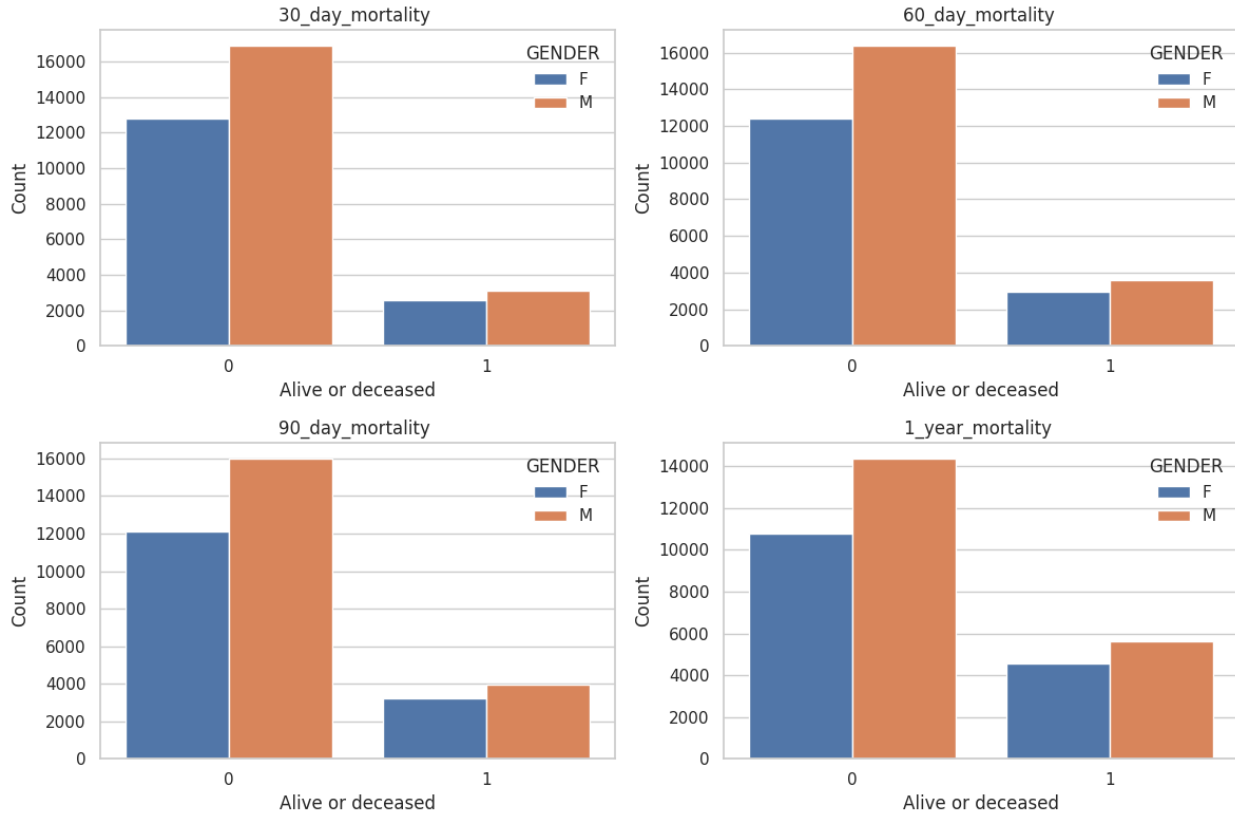 30_day_mortality
16000
14000
12000
10000
8000
6000
4000
2000
0
Count
GENDER
F
M
0 1
Alive or deceased
60_day_mortality
16000
14000
12000
10000
8000
6000
4000
2000
0
Count
GENDER
F
M
0 1
Alive or deceased
90_day_mortality
16000
14000
12000
10000
8000
6000
4000
2000
0
Count
GENDER
F
M
0 1
Alive or deceased
1_year_mortality
14000
12000
10000
8000
6000
4000
2000
0
Count
GENDER
F
M
0 1
Alive or deceased